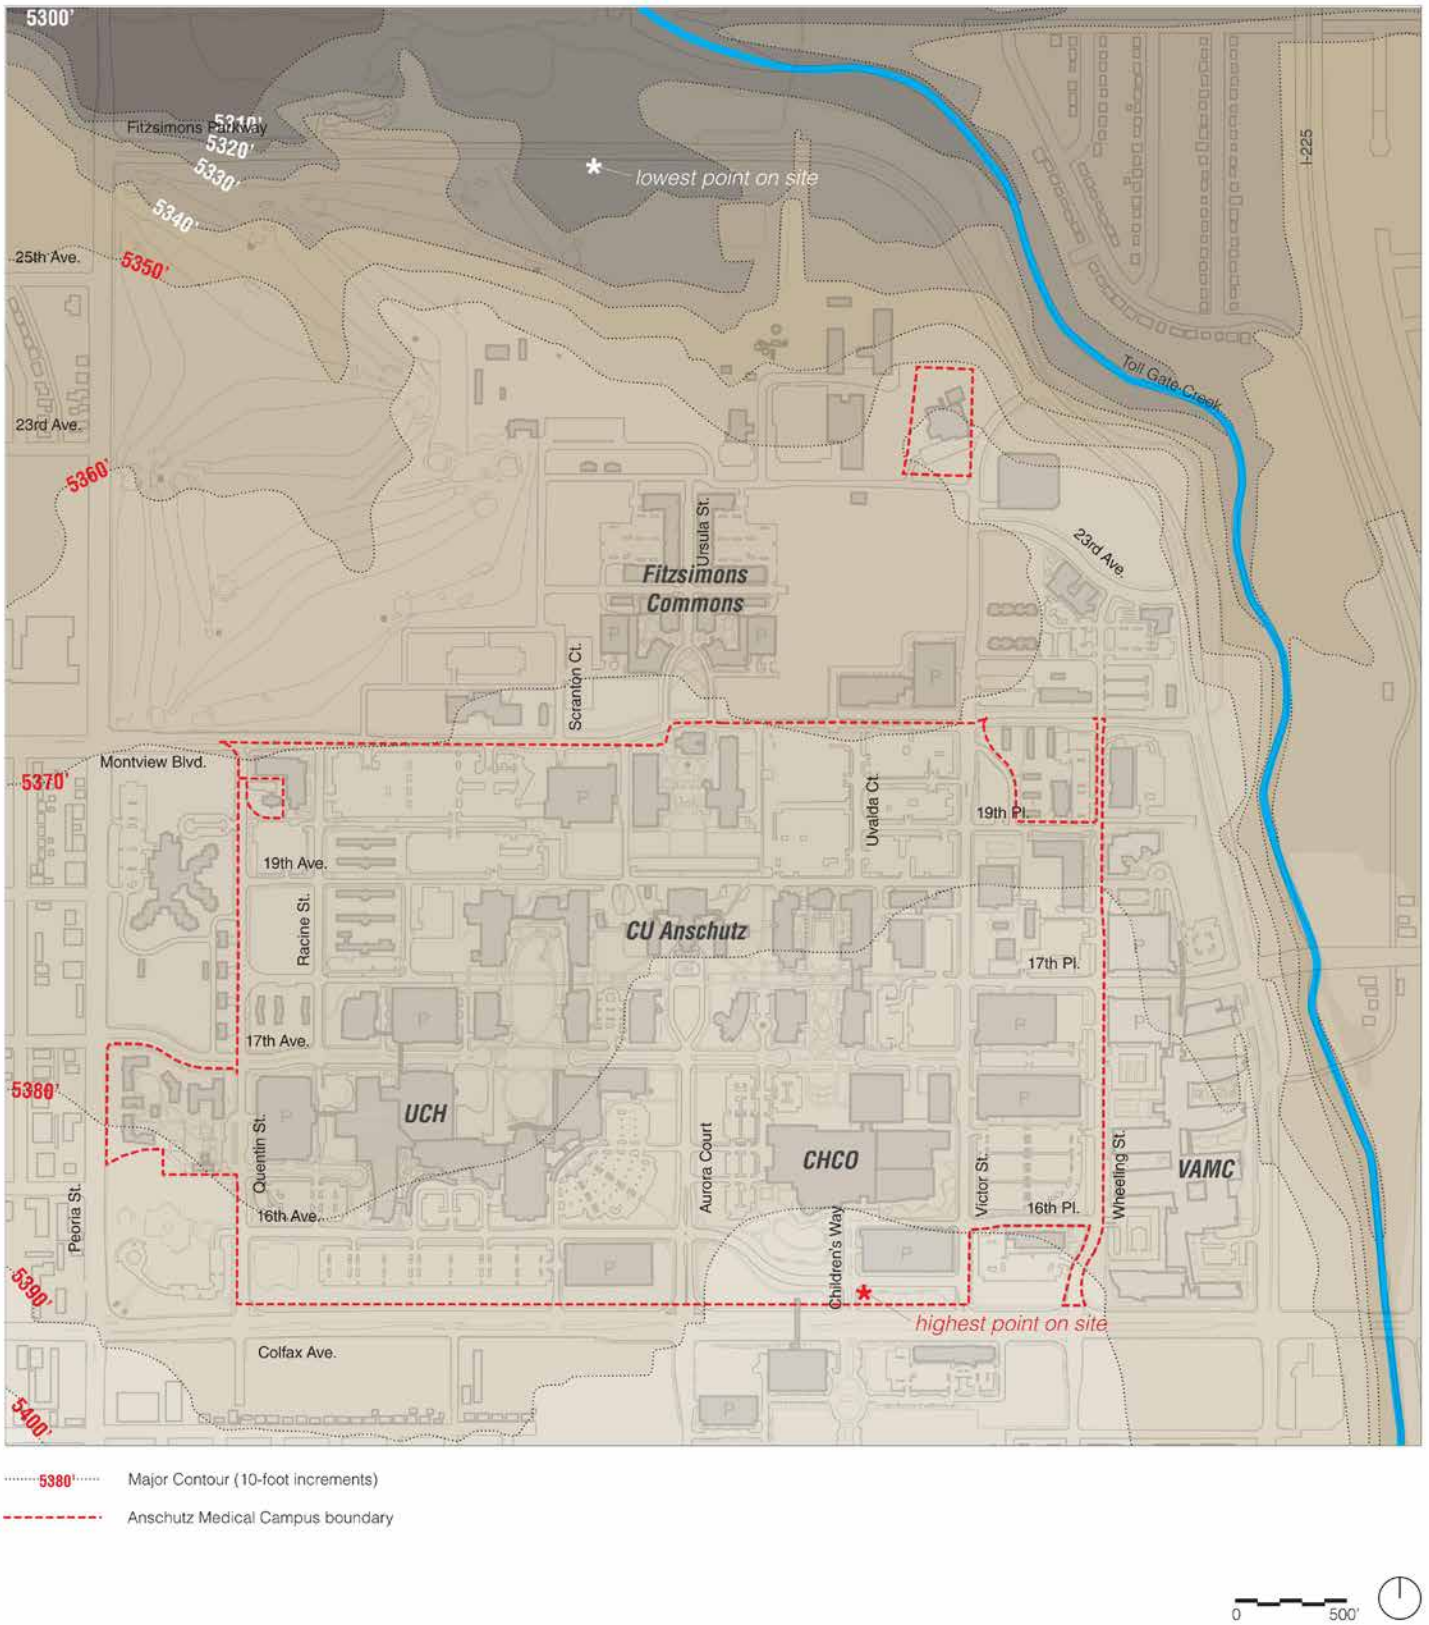 5300'
5310'
Fitzsimons Parkway
5320'
5330'
lowest point on site
I-225
5340'
25th Ave.
5350'
Toll Gate Creek
23rd Ave.
5360'
Ursula St.
23rd Ave.
Fitzsimons
Commons
P
P
P
Scranton Ct.
Montview Blvd.
5370'
P
Uvalda Ct.
19th Pl.
19th Ave.
Racine St.
CU Anschutz
P
17th Pl.
P
P
P
17th Ave.
5380'
P
UCH
P
Quentin St.
Aurora Court
CHCO
Victor St.
Wheeling St.
VAMC
Peoria St.
16th Ave.
16th Pl.
Children's Way
P
P
5390'
highest point on site
Colfax Ave.
P
5400'
5380' Major Contour (10-foot increments)
Anschutz Medical Campus boundary
0 500'